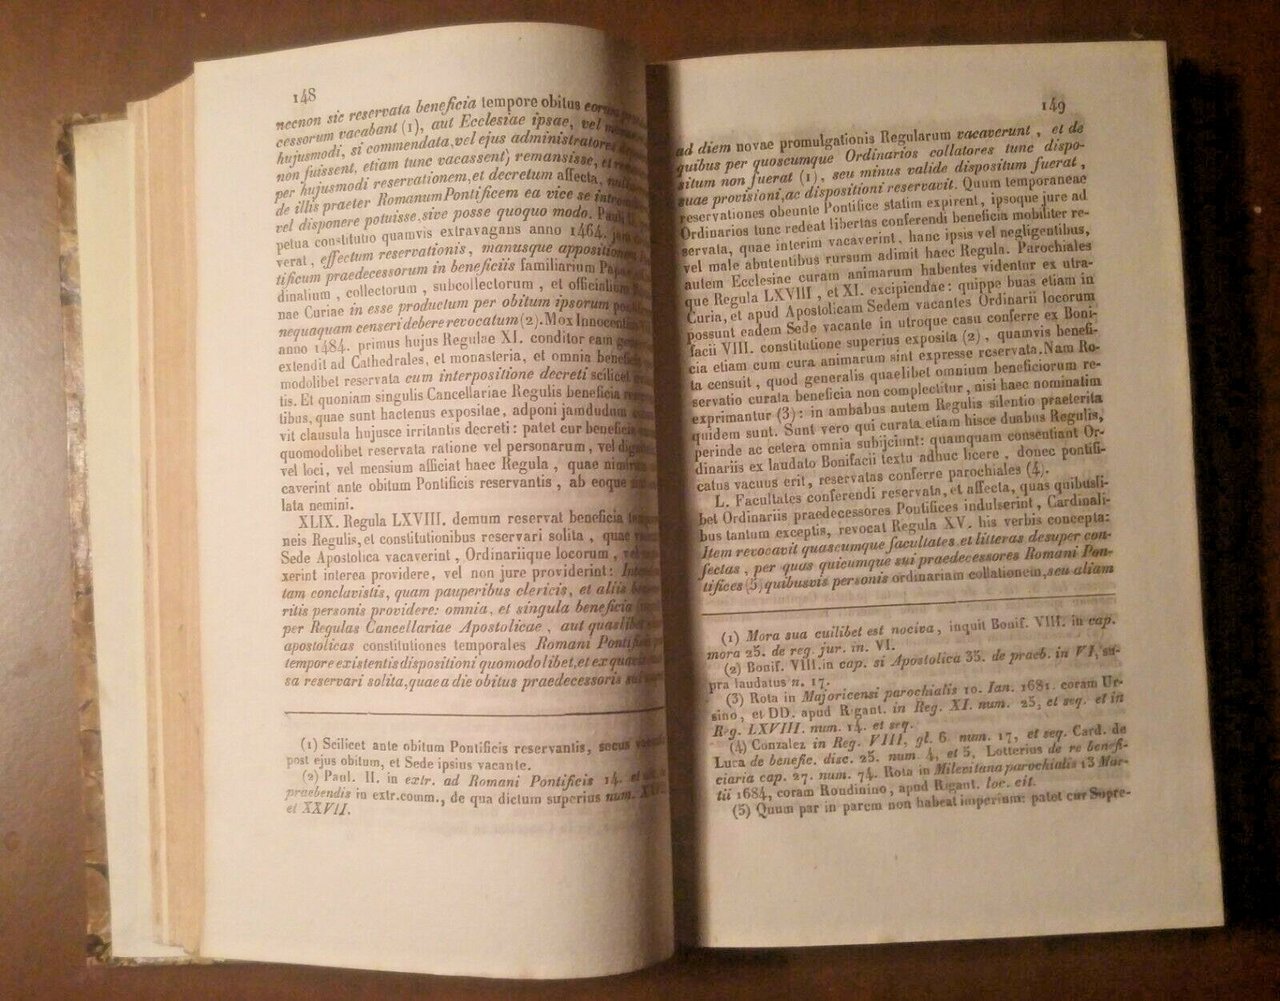 148
necnon sic reservata beneficia tempore obitus eorum
cessorum vacabant (1), aut Ecclesiae ipsae, vel
hujusmodi, si commendata, vel ejus administratores
non fuissent, etiam tunc vacassent) remansisse, et
per hujusmodi reservationem, et decretum affecta,
de illis praeter Romanum Pontificem ea vice se
vel disponere potuisse. sive posse quoquo modo. Pauli
petua constitutio quamvis extravagans anno 1464.
verat, effectum reservationis, manusque appositionem
tificum praedecessorum in beneficiis familiarium
dinalium, collectorum, subcollectorum, et officialium
nae Curiae in esse productum per obitum ipsorum
nequaquam censeri debere revocatum (2). Mox Innocentius
anno 1484. primus hujus Regulae XI. conditor eam
extendit ad Cathedrales, et monasteria, et omnia
modolibet reservata cum interpositione decreti scilicet
tis. Et quoniam singulis Cancellariae Regulis beneficia
libus, quae sunt hactenus expositae, adponi jamdudum
vit clausula hujusce irritantis decreti: patet cur beneficia
quomodolibet reservata ratione vel personarum, vel
vel loci, vel mensium afficiat haec Regula, quae
caverint ante obitum Pontificis reservantis, ab eoque
lata nemini.
XLIX. Regula LXVIII. demum reservat beneficia
neis Regulis, et constitutionibus reservari solita, quae
Sede Apostolica vacaverint, Ordinariique locorum,
xerint interea providere, vel non jure providerint:
tam conclavistis, quam pauperibus clericis, et aliis
ritis personis providere: omnia, et singula beneficia
per Regulas Cancellariae Apostolicae, aut quaslibet
apostolicas constitutiones temporales Romani Pontificis
tempore existentis dispositioni quomodolibet, et ex
sa reservari solita, quae a die obitus praedecessoris sui
(1) Scilicet ante obitum Pontificis reservantis, secus
post ejus obitum, et Sede ipsius vacante.
(2) Paul. II. in extr. ad Romani Pontificis 14. et
praebendis in extr. comm., de qua dictum superius num.
et XXVII.
149
ad diem novae promulgationis Regularum vacaverunt, et de
quibus per quoscumque Ordinarios collatores tunc dispo-
situm non fuerat (1), seu minus valide dispositum fuerat,
suae provisioni, ac dispositioni reservavit. Quum temporaneae
reservationes obeunte Pontifice statim expirent, ipsoque jure ad
Ordinarios tunc redeat libertas conferendi beneficia mobiliter re-
servata, quae interim vacaverint, hanc ipsis vel negligentibus,
vel male abutentibus rursum adimit haec Regula. Parochiales
autem Ecclesiae curam animarum habentes videntur ex utra-
que Regula LXVIII, et XI. excipiendae: quippe buas etiam in
Curia, et apud Apostolicam Sedem vacantes Ordinarii locorum
possunt eadem Sede vacante in utroque casu conferre ex Boni-
facii VIII. constitutione superius exposita (2), quamvis benefi-
cia etiam cum cura animarum sint expresse reservata. Nam Ro-
ta censuit, quod generalis quaelibet omnium beneficiorum re-
servatio curata beneficia non complectitur, nisi haec nominatim
exprimantur (3): in ambabus autem Regulis silentio praeterita
quidem sunt. Sunt vero qui curata etiam hisce duabus Regulis,
perinde ac cetera omnia subijciunt: quamquam consentiant Or-
dinariis ex laudato Bonifacii textu adhuc licere, donec pontifi-
catus vacuus erit, reservatas conferre parochiales (4).
L. Facultates conferendi reservata, et affecta, quas quibusli-
bet Ordinariis praedecessores Pontifices indulserint, Cardinali-
bus tantum exceptis, revocat Regula XV. his verbis concepta:
Item revocavit quascumque facultates et litteras desuper con-
fectas, per quas quicumque sui praedecessores Romani Pon-
tifices (5) quibusvis personis ordinariam collationem, seu aliam
(1) Mora sua cuilibet est nociva, inquit Bonif. VIII. in cap.
mora 25. de reg. jur. in VI.
(2) Bonif. VIII. in cap. si Apostolica 35. de praeb. in VI, su-
pra laudatus n. 17.
(3) Rota in Majoricensi parochialis 10. Ian. 1681. coram Ur-
sino, et DD. apud Rigant. in Reg. XI. num. 25, et seq. et in
Reg. LXVIII. num. 14. et seq.
(4) Gonzalez in Reg. VIII, gl. 6 num. 17, et seq. Card. de
Luca de benefic. disc. 25. num. 4, et 5, Lotterius de re benefi-
ciaria cap. 27. num. 74. Rota in Milevitana parochialis 13 Mar-
tii 1684, coram Rondinino, apud Rigant. loc. cit.
(5) Quum par in parem non habeat imperium: patet cur Supre-